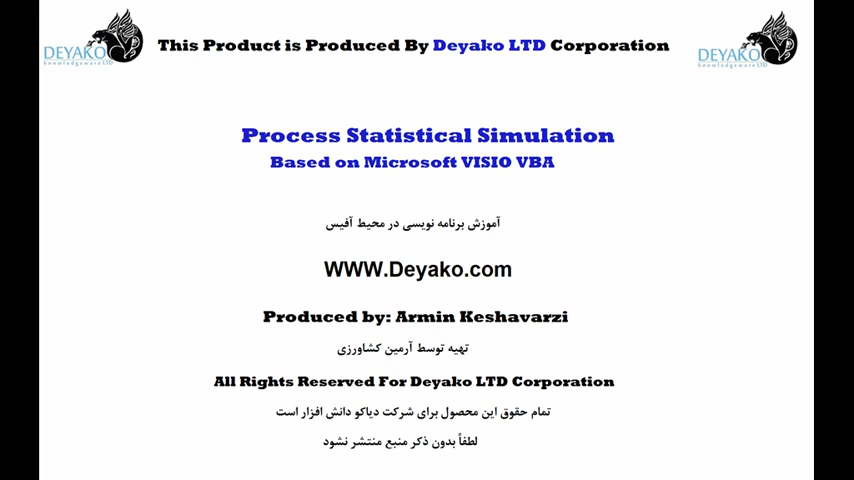 DEYAKO
knowledgeware LTD
This Product is Produced By Deyako LTD Corporation
DEYAKO
knowledgeware LTD
Process Statistical Simulation
Based on Microsoft VISIO VBA
آموزش برنامه نویسی در محیط آفیس
WWW.Deyako.com
Produced by: Armin Keshavarzi
تهیه توسط آرمین کشاورزی
All Rights Reserved For Deyako LTD Corporation
تمام حقوق این محصول برای شرکت دیاکو دانش افزار است
لطفاً بدون ذکر منبع منتشر نشود